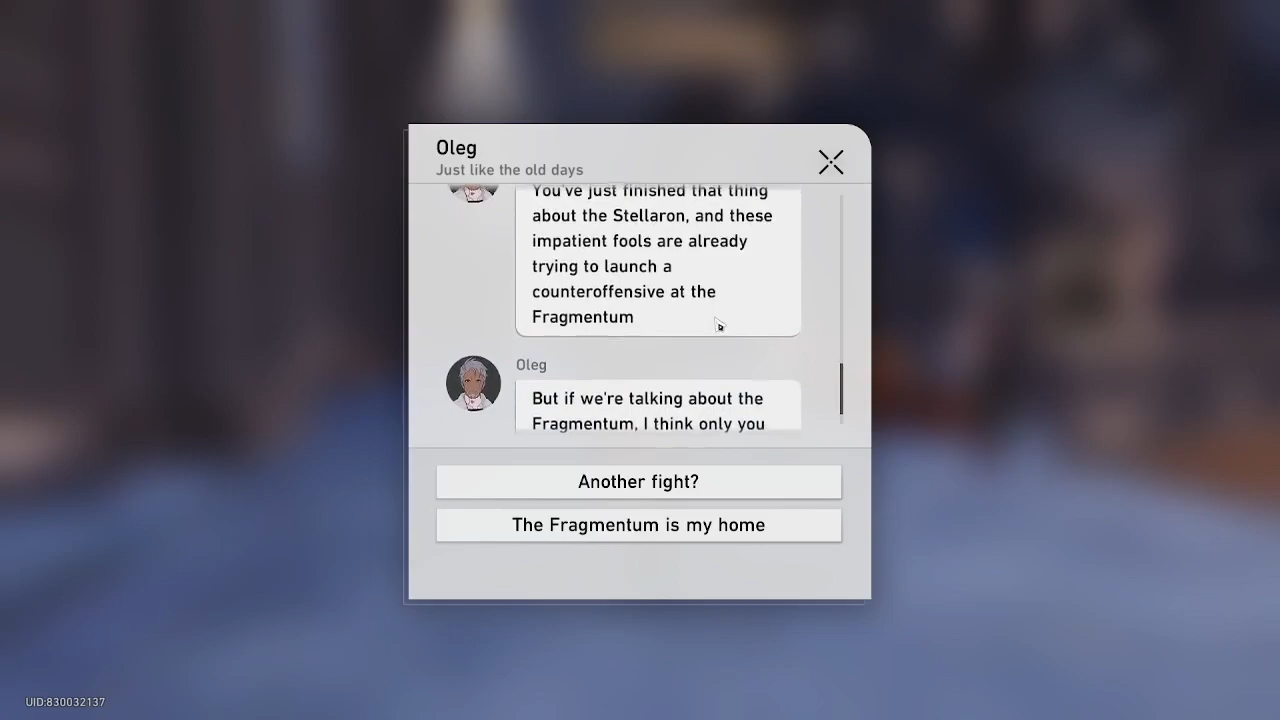 Oleg
Just like the old days
You've just finished that thing
about the Stellaron, and these
impatient fools are already
trying to launch a
counteroffensive at the
Fragmentum
Oleg
But if we're talking about the
Fragmentum, I think only you
Another fight?
The Fragmentum is my home
UID:830032137